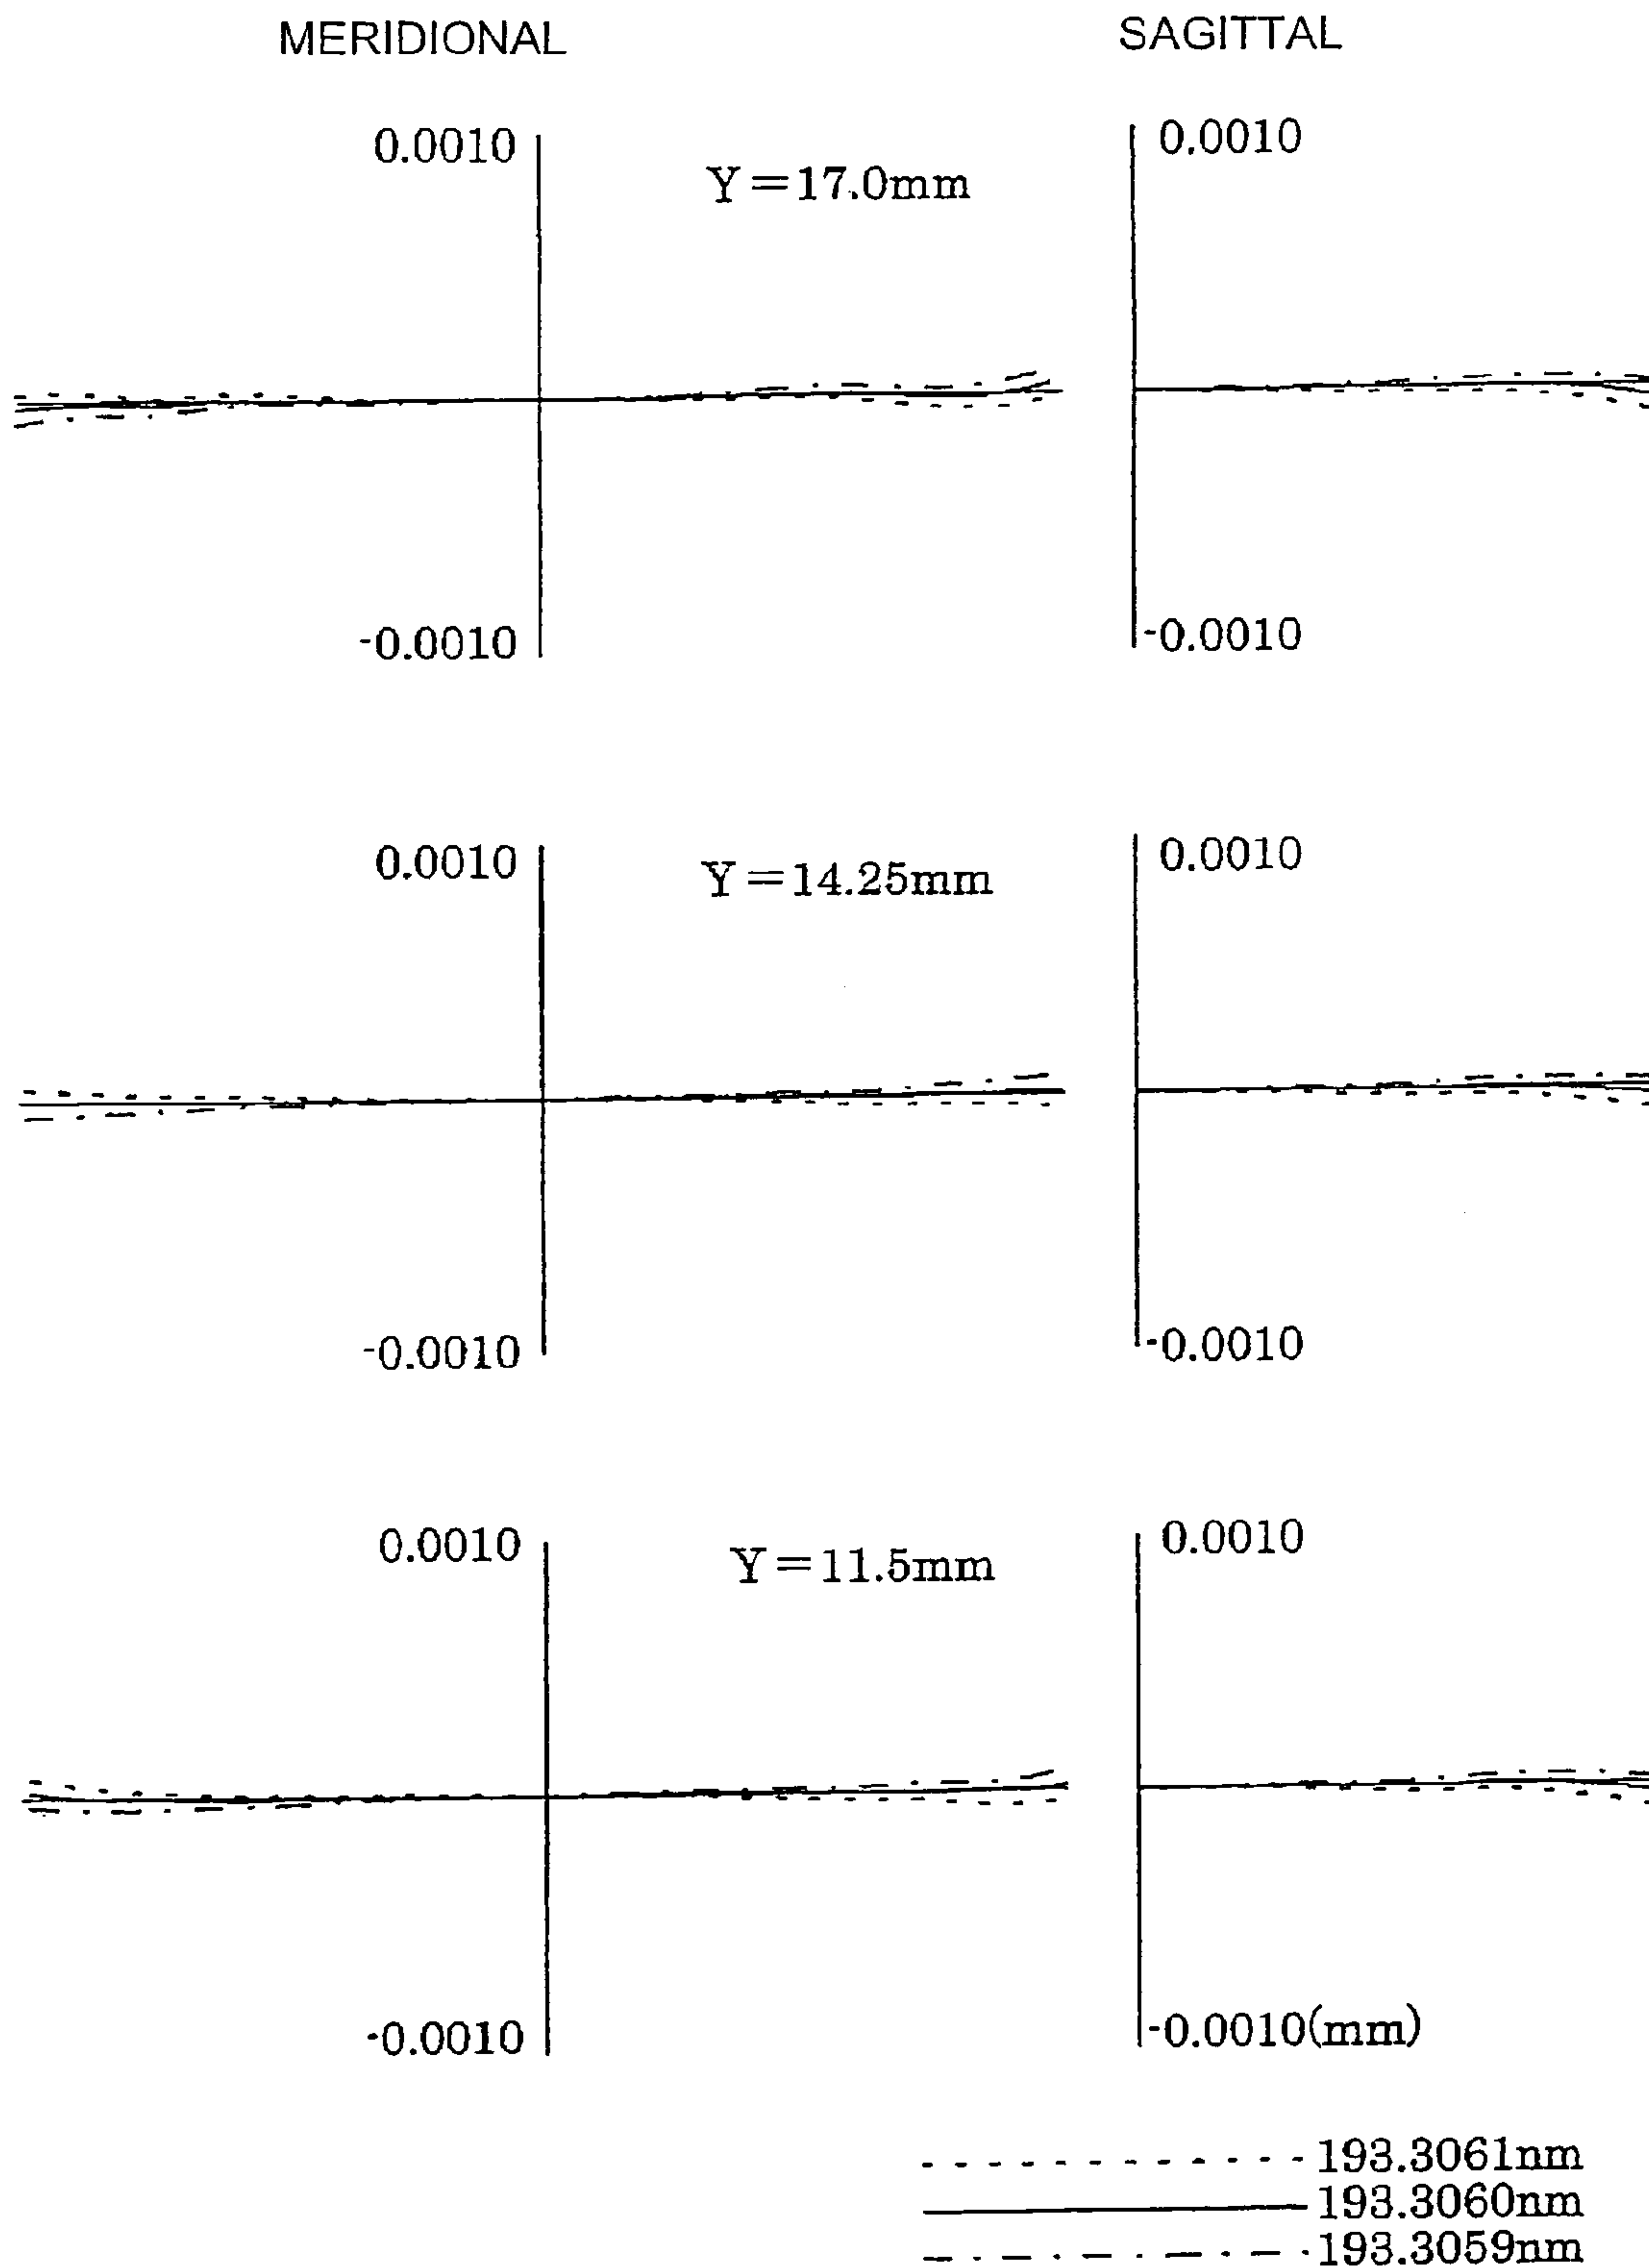 MERIDIONAL SAGITTAL
0.0010 Y=17.0mm 0.0010
-0.0010 -0.0010
0.0010 Y=14.25mm 0.0010
-0.0010 -0.0010
0.0010 Y=11.5mm 0.0010
-0.0010 -0.0010(mm)
193.3061nm
193.3060nm
193.3059nm